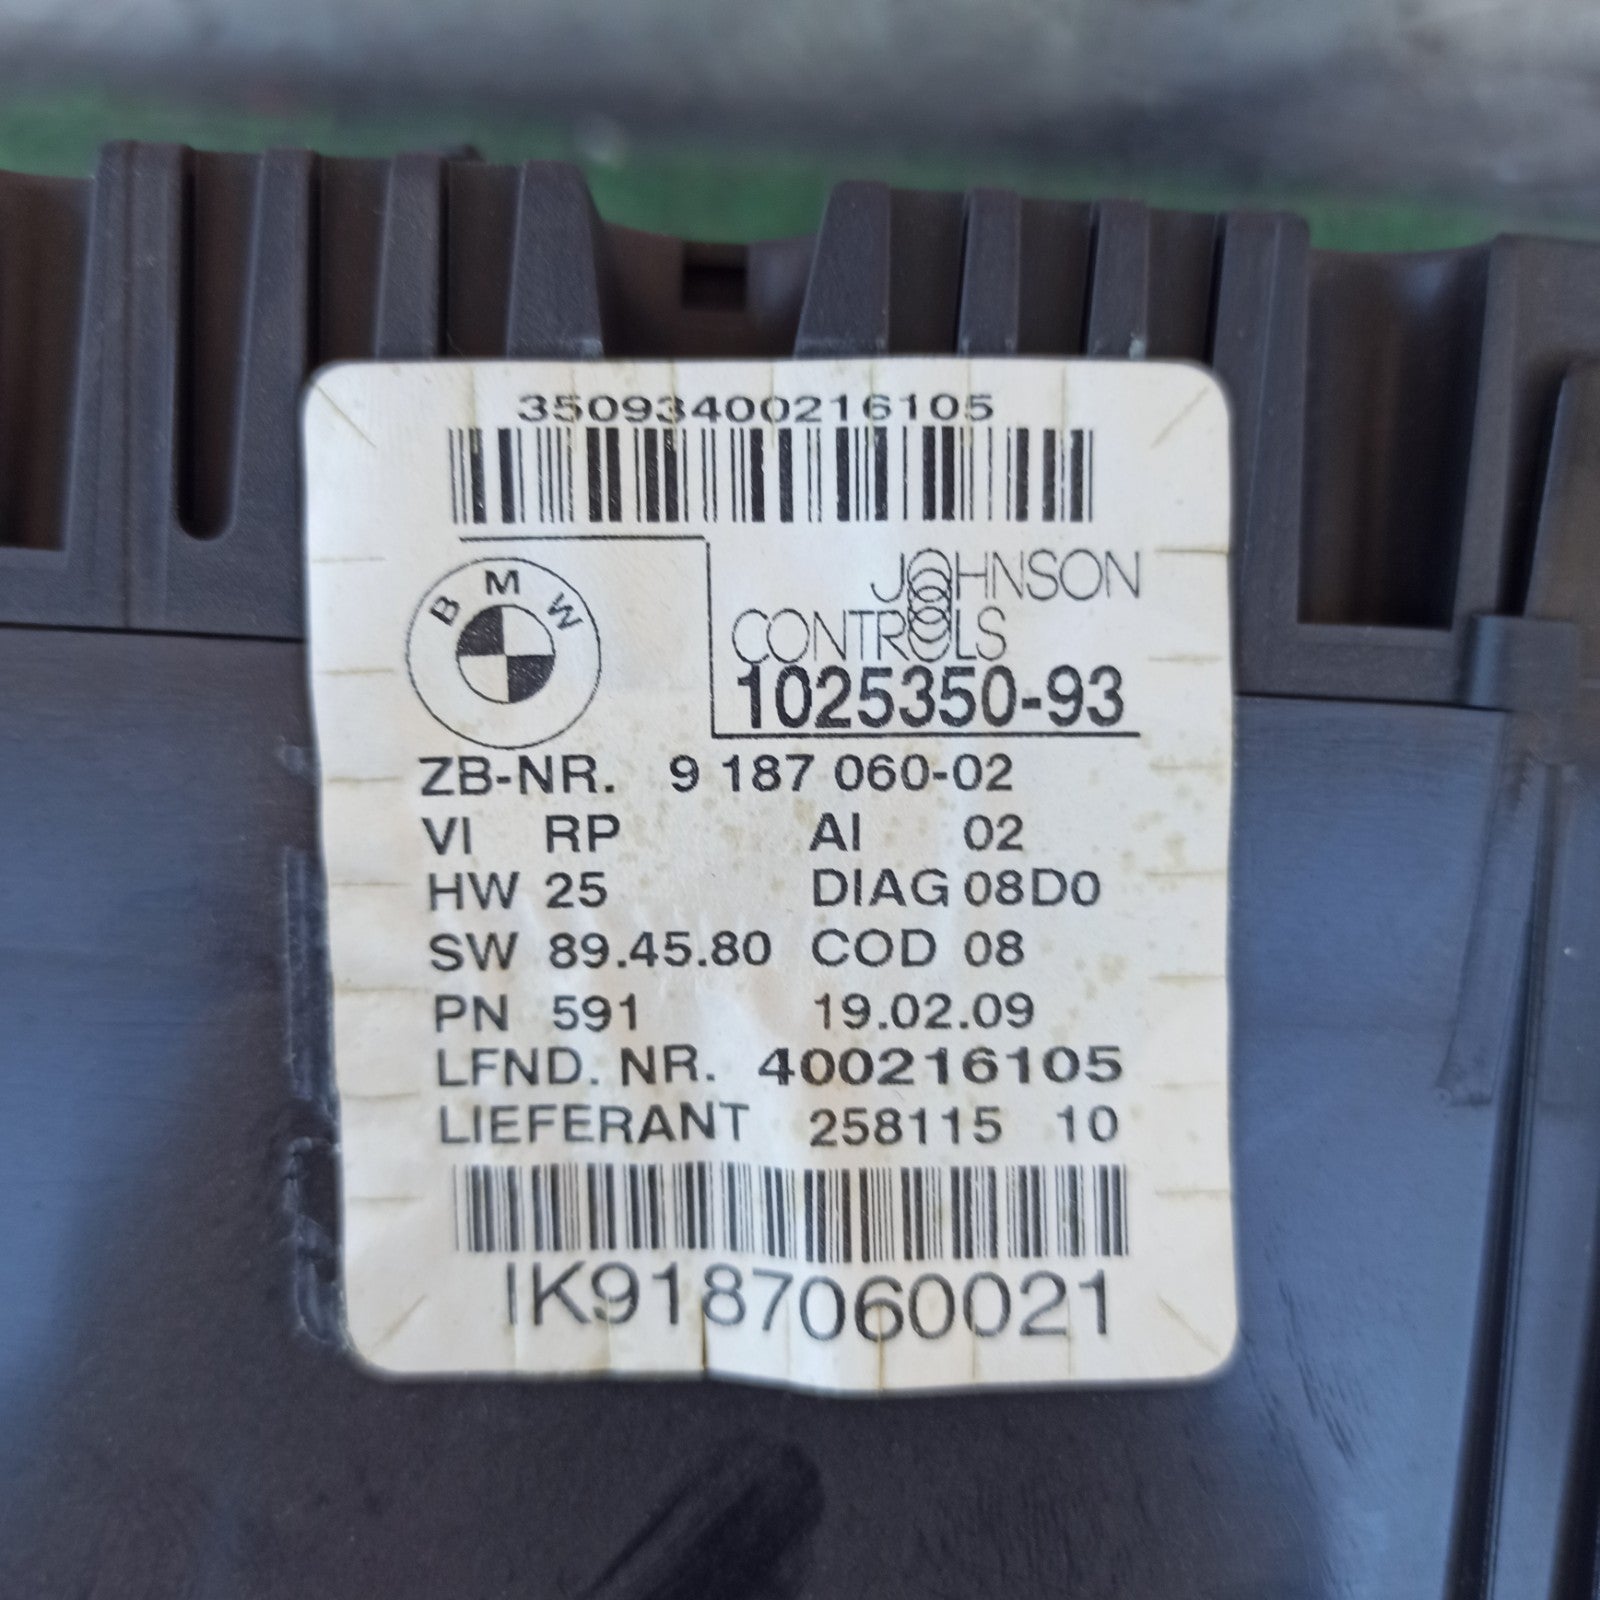 35093400216105
BMW
JOHNSON
CONTROLS
1025350-93
ZB-NR. 9 187 060-02
VI RP AI 02
HW 25 DIAG 08D0
SW 89.45.80 COD 08
PN 591 19.02.09
LFND. NR. 400216105
LIEFERANT 258115 10
IK9187060021